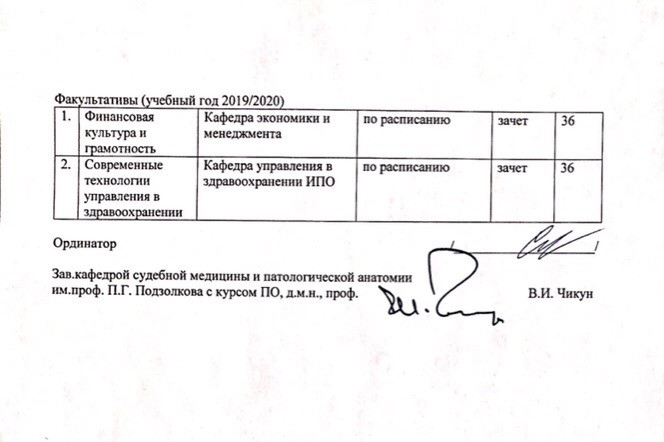 Факультативы (учебный год 2019/2020)
1. Финансовая культура и грамотность Кафедра экономики и менеджмента по расписанию зачет 36
2. Современные технологии управления в здравоохранении Кафедра управления в здравоохранении ИПО по расписанию зачет 36
Ординатор
Зав.кафедрой судебной медицины и патологической анатомии
им.проф. П.Г. Подзолкова с курсом ПО, д.м.н., проф. В.И. Чикун